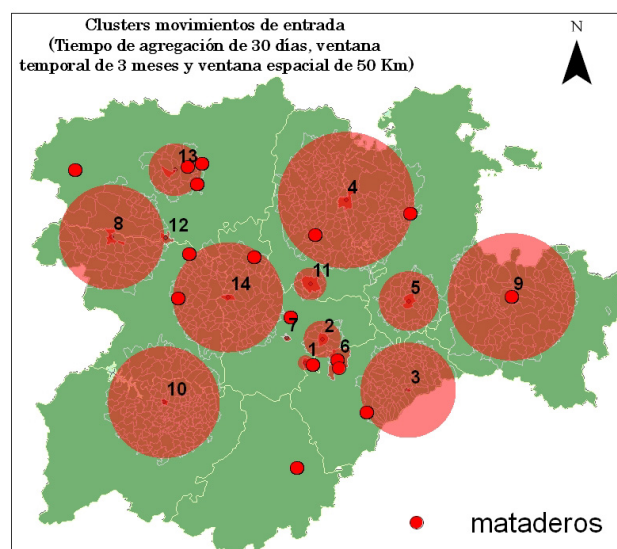 Clusters movimientos de entrada
(Tiempo de agregación de 30 días, ventana
temporal de 3 meses y ventana espacial de 50 Km)
N
13
4
8
12
14
11
5
9
7
2
1
6
3
10
mataderos